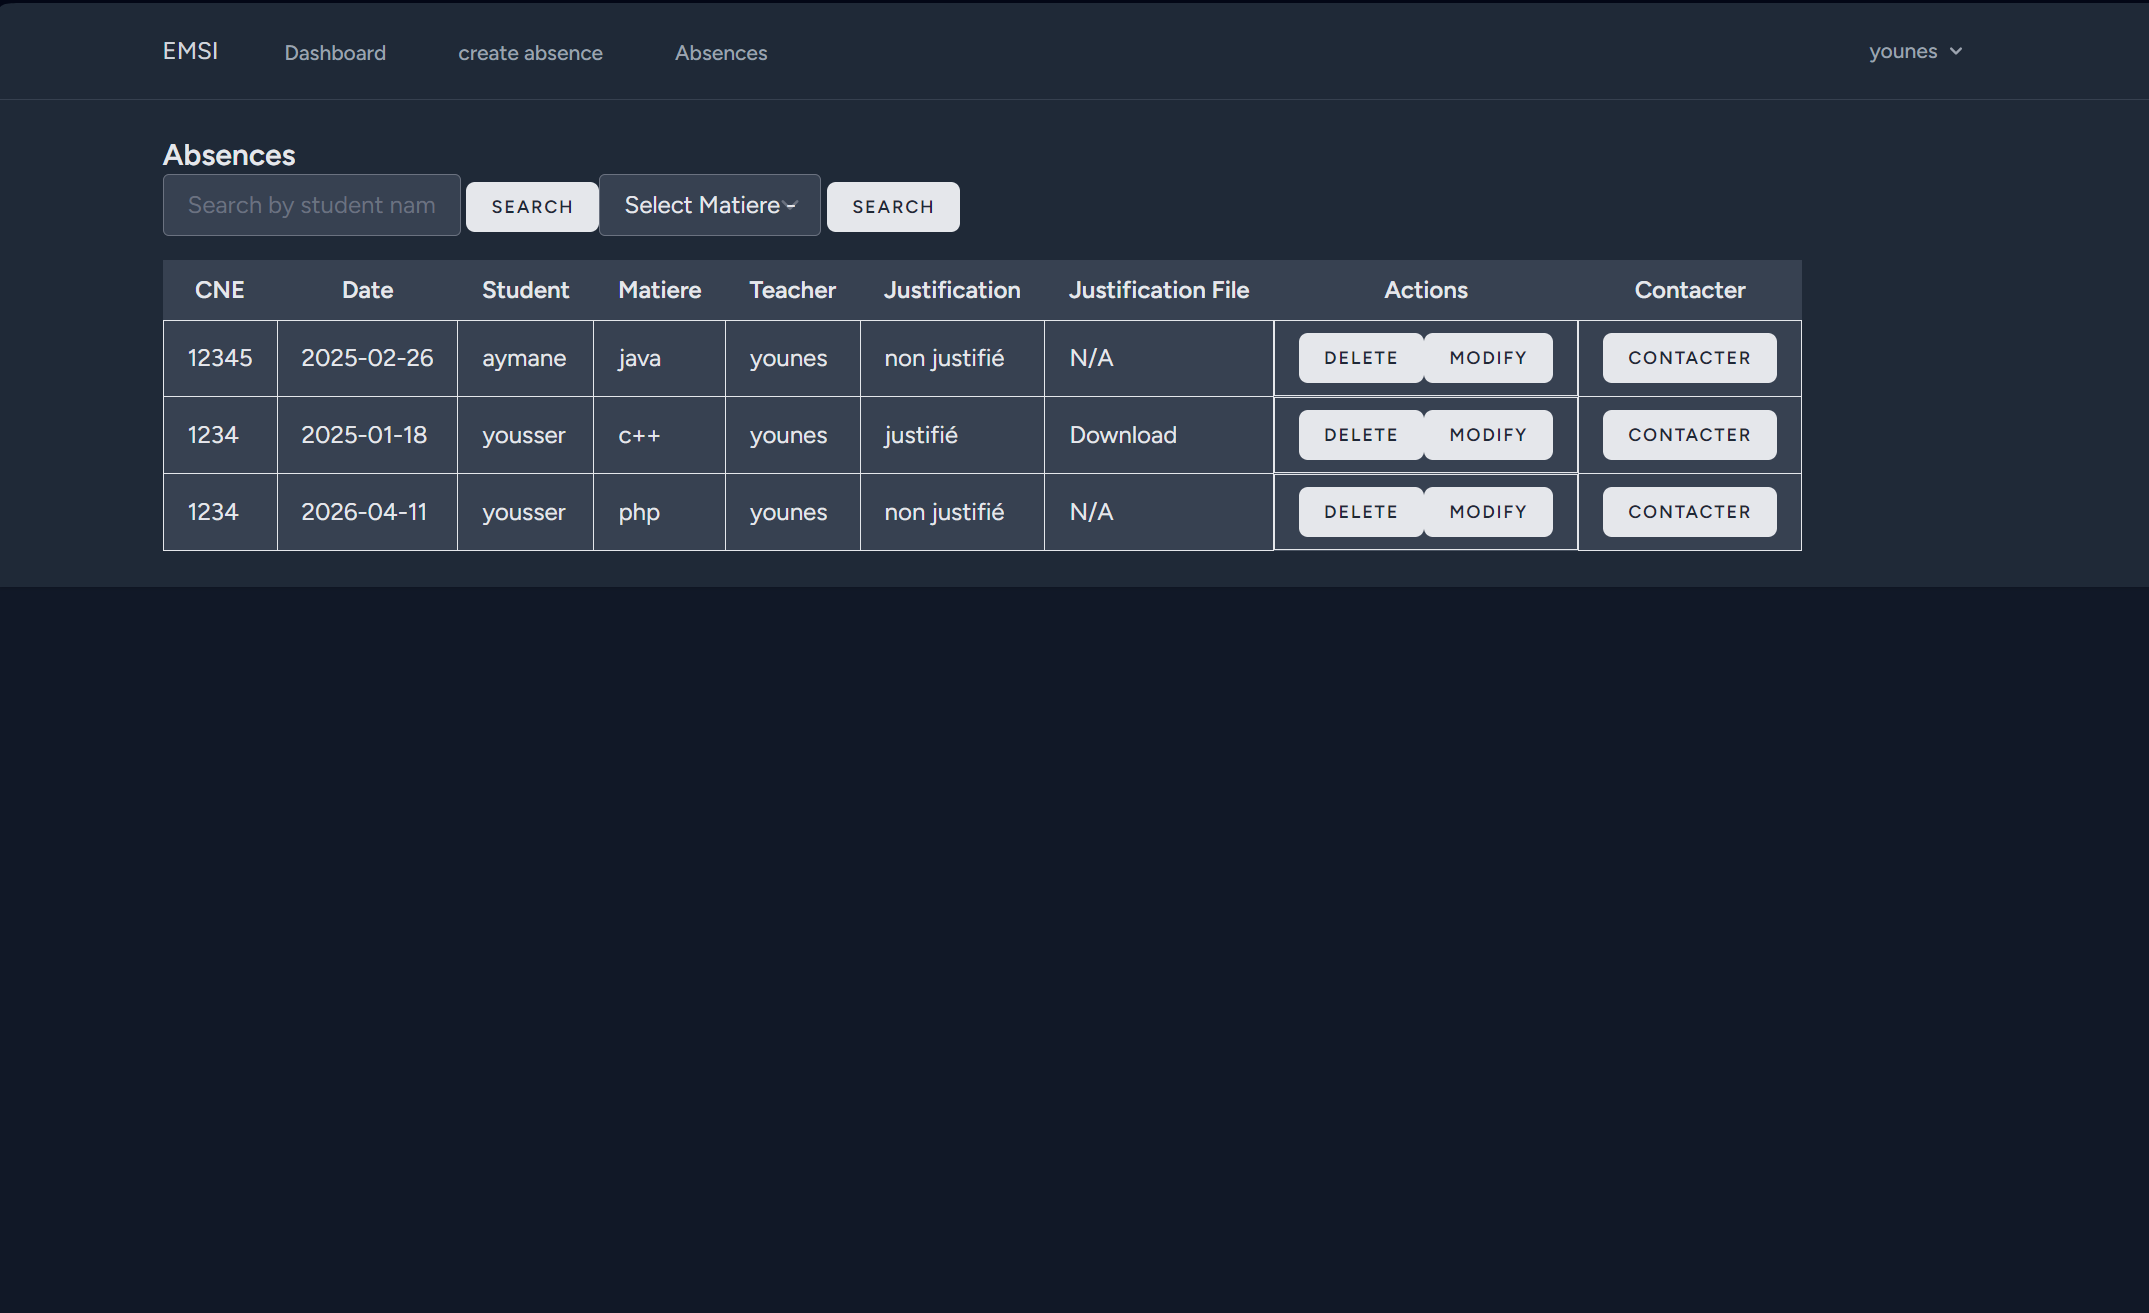 EMSI Dashboard create absence Absences younes
Absences
Search by student nam SEARCH Select Matiere - SEARCH
CNE Date Student Matiere Teacher Justification Justification File Actions Contacter
12345 2025-02-26 aymane java younes non justifié N/A DELETE MODIFY CONTACTER
1234 2025-01-18 yousser c++ younes justifié Download DELETE MODIFY CONTACTER
1234 2026-04-11 yousser php younes non justifié N/A DELETE MODIFY CONTACTER